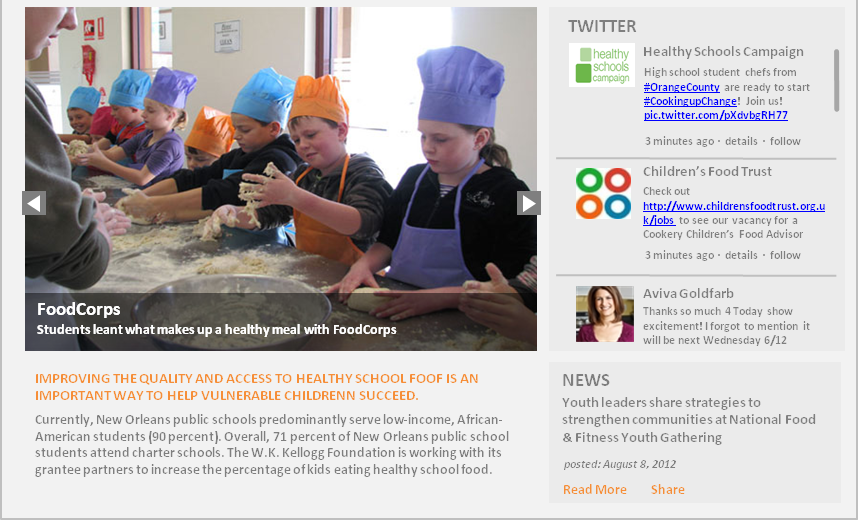 FoodCorps
Students leant what makes up a healthy meal with FoodCorps
IMPROVING THE QUALITY AND ACCESS TO HEALTHY SCHOOL FOOF IS AN
IMPORTANT WAY TO HELP VULNERABLE CHILDRENN SUCCEED.
Currently, New Orleans public schools predominantly serve low-income, African-
American students (90 percent). Overall, 71 percent of New Orleans public school
students attend charter schools. The W.K. Kellogg Foundation is working with its
grantee partners to increase the percentage of kids eating healthy school food.
TWITTER
healthy
schools
campaign
Healthy Schools Campaign
High school student chefs from
#OrangeCounty are ready to start
#CookingupChange! Join us!
pic.twitter.com/pXdvbgRH77
3 minutes ago · details · follow
Children's Food Trust
Check out
http://www.childrensfoodtrust.org.u
k/jobs to see our vacancy for a
Cookery Children's Food Advisor
3 minutes ago · details · follow
Aviva Goldfarb
Thanks so much 4 Today show
excitement! I forgot to mention it
will be next Wednesday 6/12
NEWS
Youth leaders share strategies to
strengthen communities at National Food
& Fitness Youth Gathering
posted: August 8, 2012
Read More Share